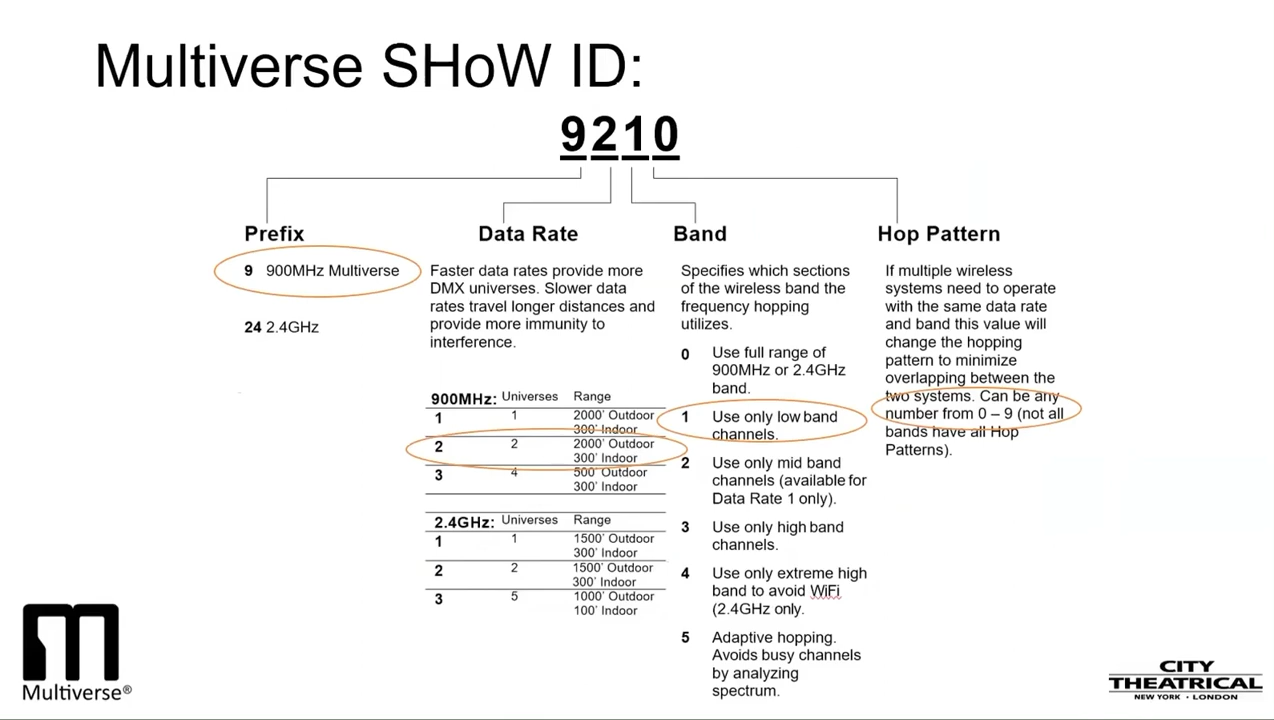 Multiverse SHoW ID:
9210
Prefix
9 900MHz Multiverse
24 2.4GHz
Data Rate
Faster data rates provide more
DMX universes. Slower data
rates travel longer distances and
provide more immunity to
interference.
900MHz: Universes Range
1 1 2000' Outdoor
300' Indoor
2 2 2000' Outdoor
300' Indoor
3 4 500' Outdoor
300' Indoor
2.4GHz: Universes Range
1 1 1500' Outdoor
300' Indoor
2 2 1500' Outdoor
300' Indoor
3 5 1000' Outdoor
100' Indoor
Band
Specifies which sections
of the wireless band the
frequency hopping
utilizes.
0 Use full range of
900MHz or 2.4GHz
band.
1 Use only low band
channels.
2 Use only mid band
channels (available for
Data Rate 1 only).
3 Use only high band
channels.
4 Use only extreme high
band to avoid WiFi
(2.4GHz only.
5 Adaptive hopping.
Avoids busy channels
by analyzing
spectrum.
Hop Pattern
If multiple wireless
systems need to operate
with the same data rate
and band this value will
change the hopping
pattern to minimize
overlapping between the
two systems. Can be any
number from 0 – 9 (not all
bands have all Hop
Patterns).
Multiverse®
CITY
THEATRICAL
NEW YORK • LONDON